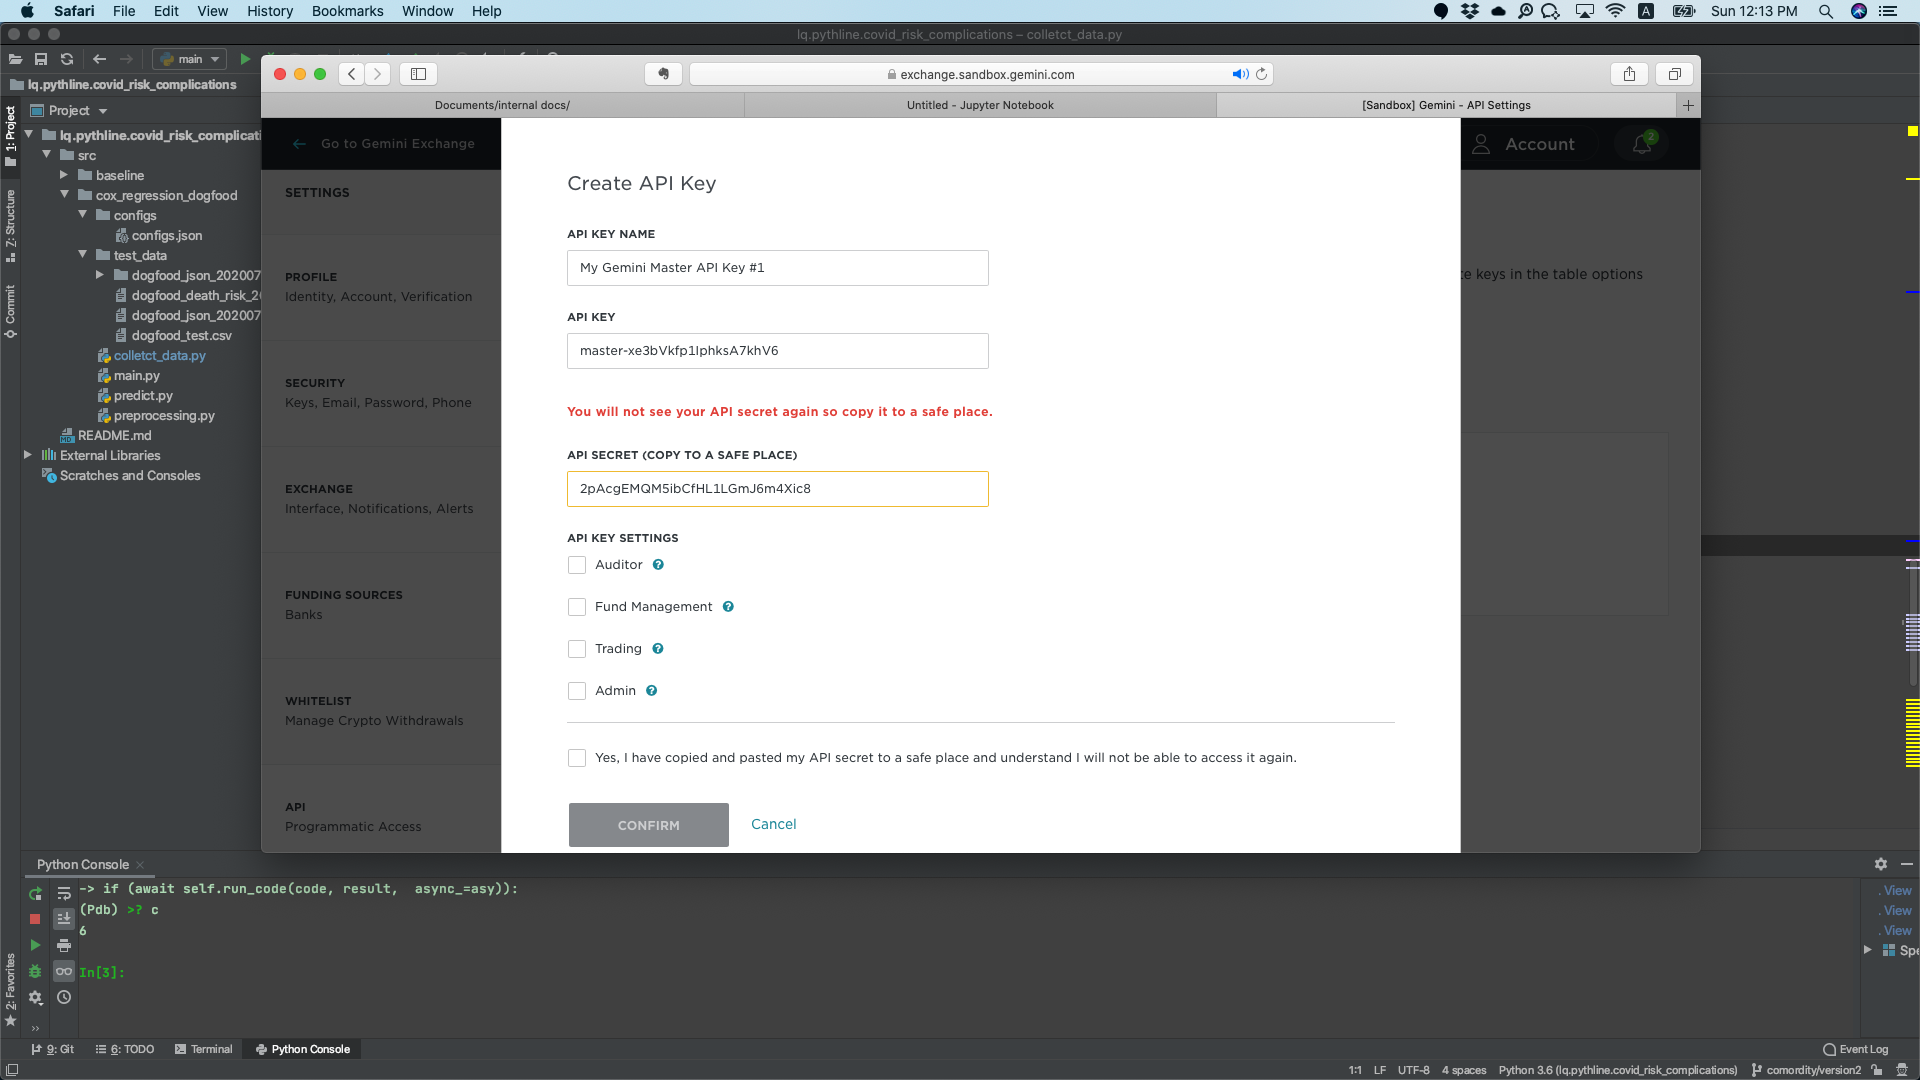 Safari File Edit View History Bookmarks Window Help
A
Sun 12:13 PM
lq.pythline.covid_risk_complications – colletct_data.py
main
lq.pythline.covid_risk_complications
exchange.sandbox.gemini.com
Documents/internal docs/
Untitled - Jupyter Notebook
[Sandbox] Gemini - API Settings
Project
1: Project
Z: Structure
Commit
2: Favorites
lq.pythline.covid_risk_complicati
src
baseline
cox_regression_dogfood
configs
configs.json
test_data
dogfood_json_202007
dogfood_death_risk_2
dogfood_json_202007
dogfood_test.csv
colletct_data.py
main.py
predict.py
preprocessing.py
README.md
External Libraries
Scratches and Consoles
Go to Gemini Exchange
Account
2
SETTINGS
PROFILE
Identity, Account, Verification
SECURITY
Keys, Email, Password, Phone
EXCHANGE
Interface, Notifications, Alerts
FUNDING SOURCES
Banks
WHITELIST
Manage Crypto Withdrawals
API
Programmatic Access
te keys in the table options
Create API Key
API KEY NAME
My Gemini Master API Key #1
API KEY
master-xe3bVkfp1IphksA7khV6
You will not see your API secret again so copy it to a safe place.
API SECRET (COPY TO A SAFE PLACE)
2pAcgEMQM5ibCfHL1LGmJ6m4Xic8
API KEY SETTINGS
Auditor ?
Fund Management ?
Trading ?
Admin ?
Yes, I have copied and pasted my API secret to a safe place and understand I will not be able to access it again.
CONFIRM
Cancel
Python Console
-> if (await self.run_code(code, result,  async_=asy)):
(Pdb) >? c
6
In[3]:
. View
. View
. View
Spe
9: Git
6: TODO
Terminal
Python Console
Event Log
1:1 LF UTF-8 4 spaces Python 3.6 (lq.pythline.covid_risk_complications) comordity/version2